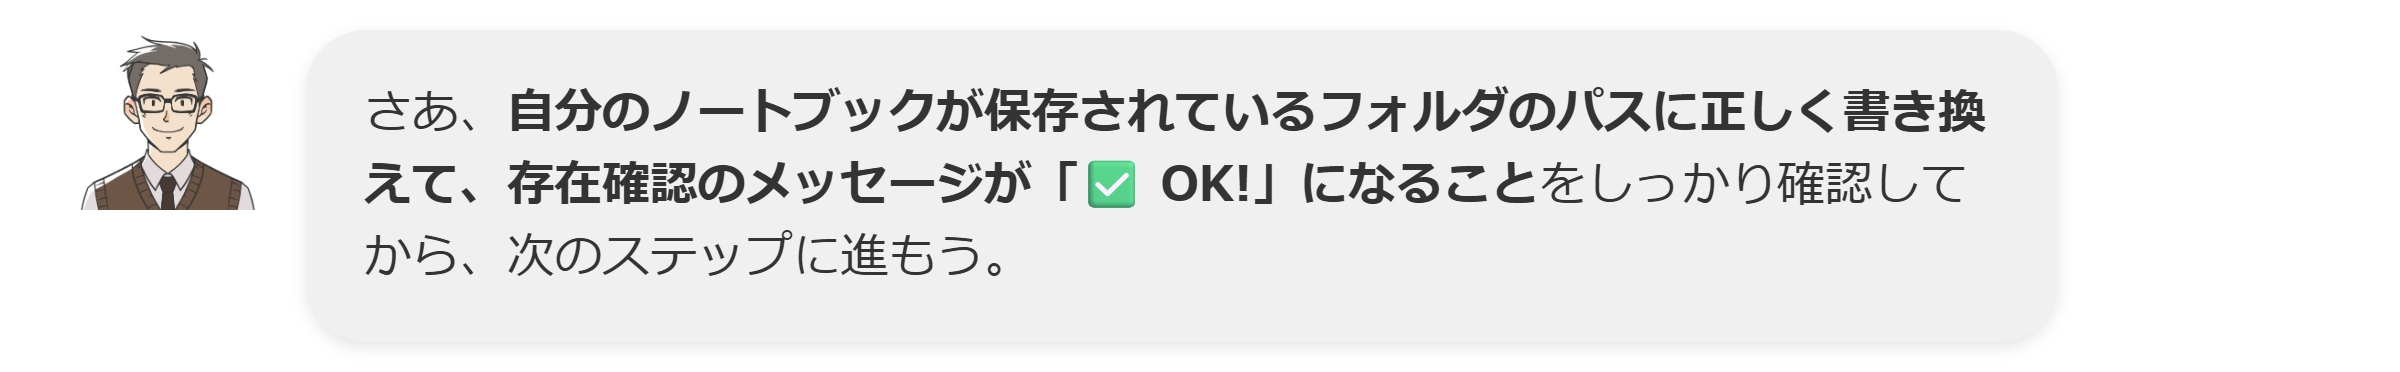 さあ、自分のノートブックが保存されているフォルダのパスに正しく書き換
えて、存在確認のメッセージが「✅ OK!」になることをしっかり確認して
から、次のステップに進もう。